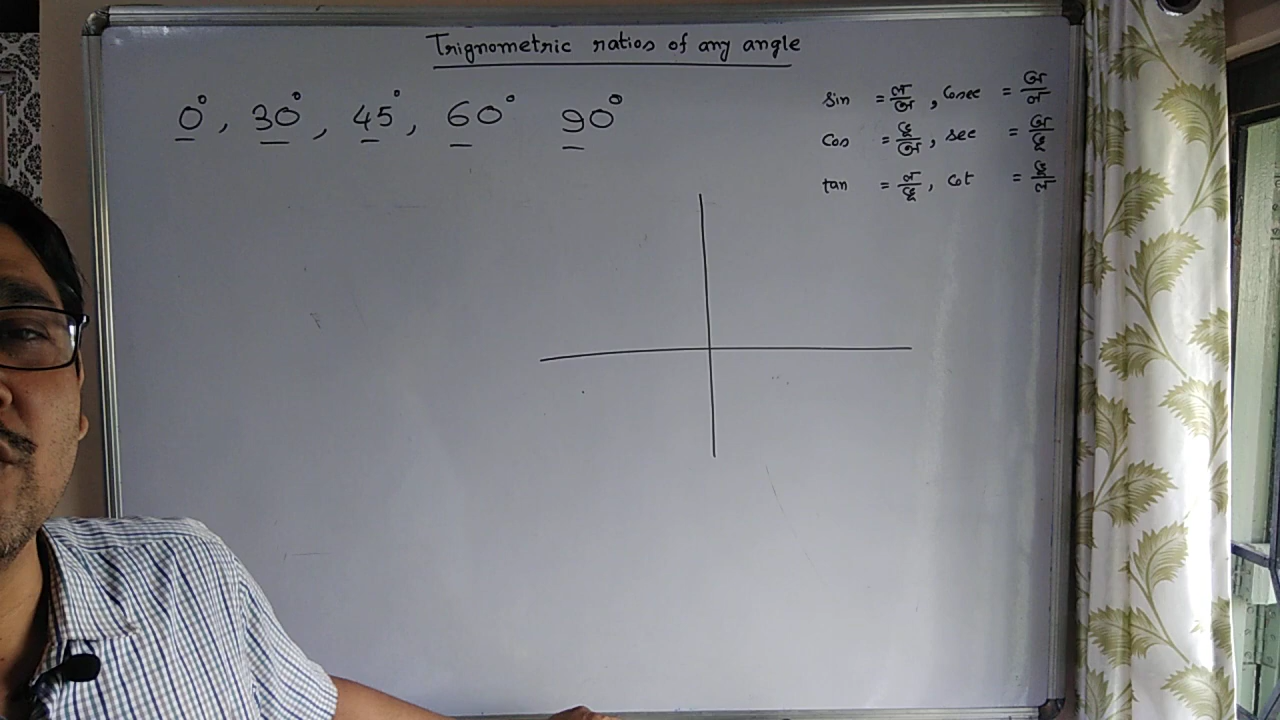 Trignometric ratios of any angle
0°, 30°, 45°, 60° 90°
sin = ল/অ, Cosec = অ/ল
cos = ভূ/অ, sec = অ/ভূ
tan = ল/ভূ, cot = ভূ/ল